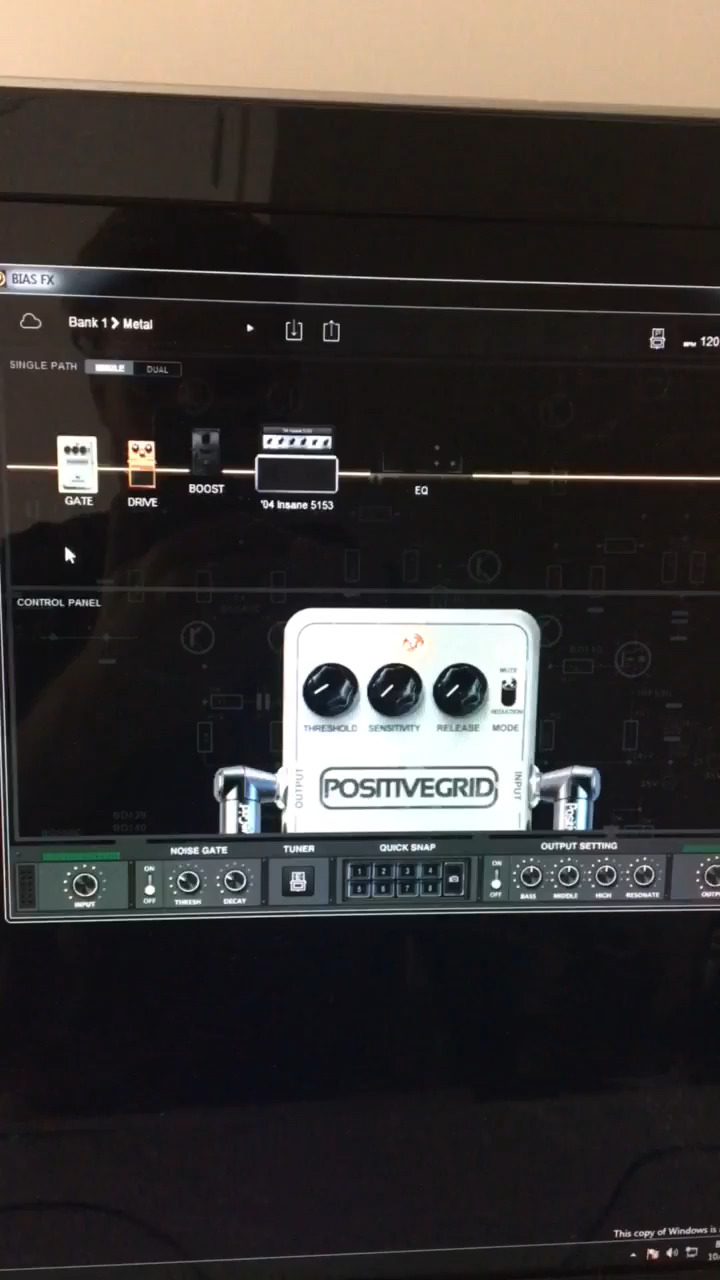 BIAS FX
Bank 1 > Metal
120
SINGLE PATH
DUAL
GATE
DRIVE
BOOST
'04 Insane 5153
EQ
CONTROL PANEL
MUTE
REDUCTION
THRESHOLD SENSITIVITY RELEASE MODE
OUTPUT
INPUT
POSITIVEGRID
NOISE GATE
TUNER
QUICK SNAP
OUTPUT SETTING
ON
OFF
INPUT
THRESH DECAY
1 2 3 4
5 6 7 8
ON
OFF
BASS MIDDLE HIGH RESONATE
This copy of Windows is